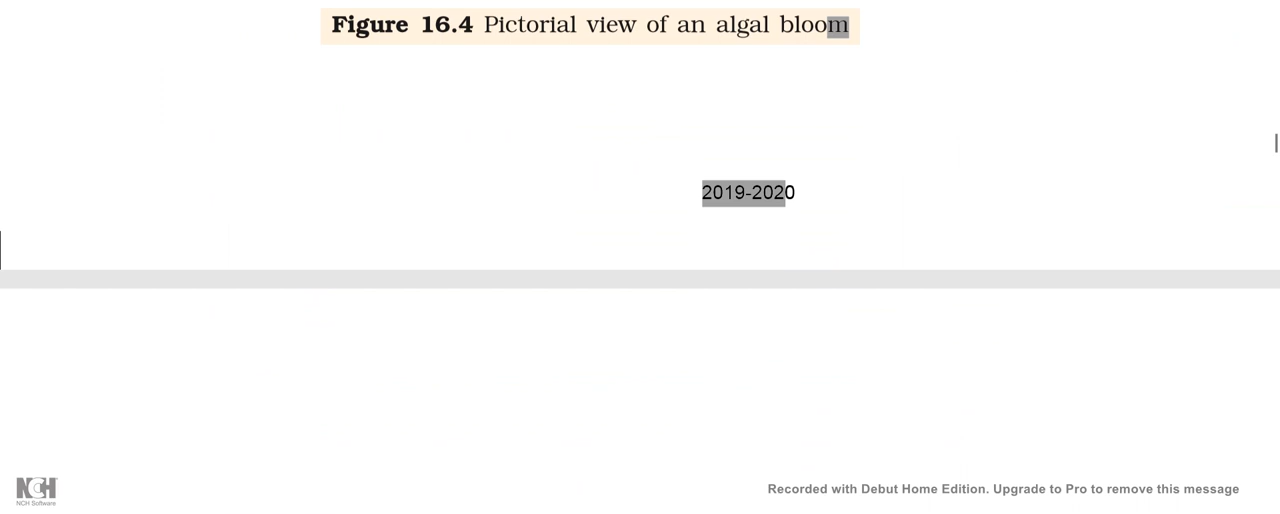 Figure 16.4 Pictorial view of an algal bloom
2019-2020
NCH
NCH Software
Recorded with Debut Home Edition. Upgrade to Pro to remove this message